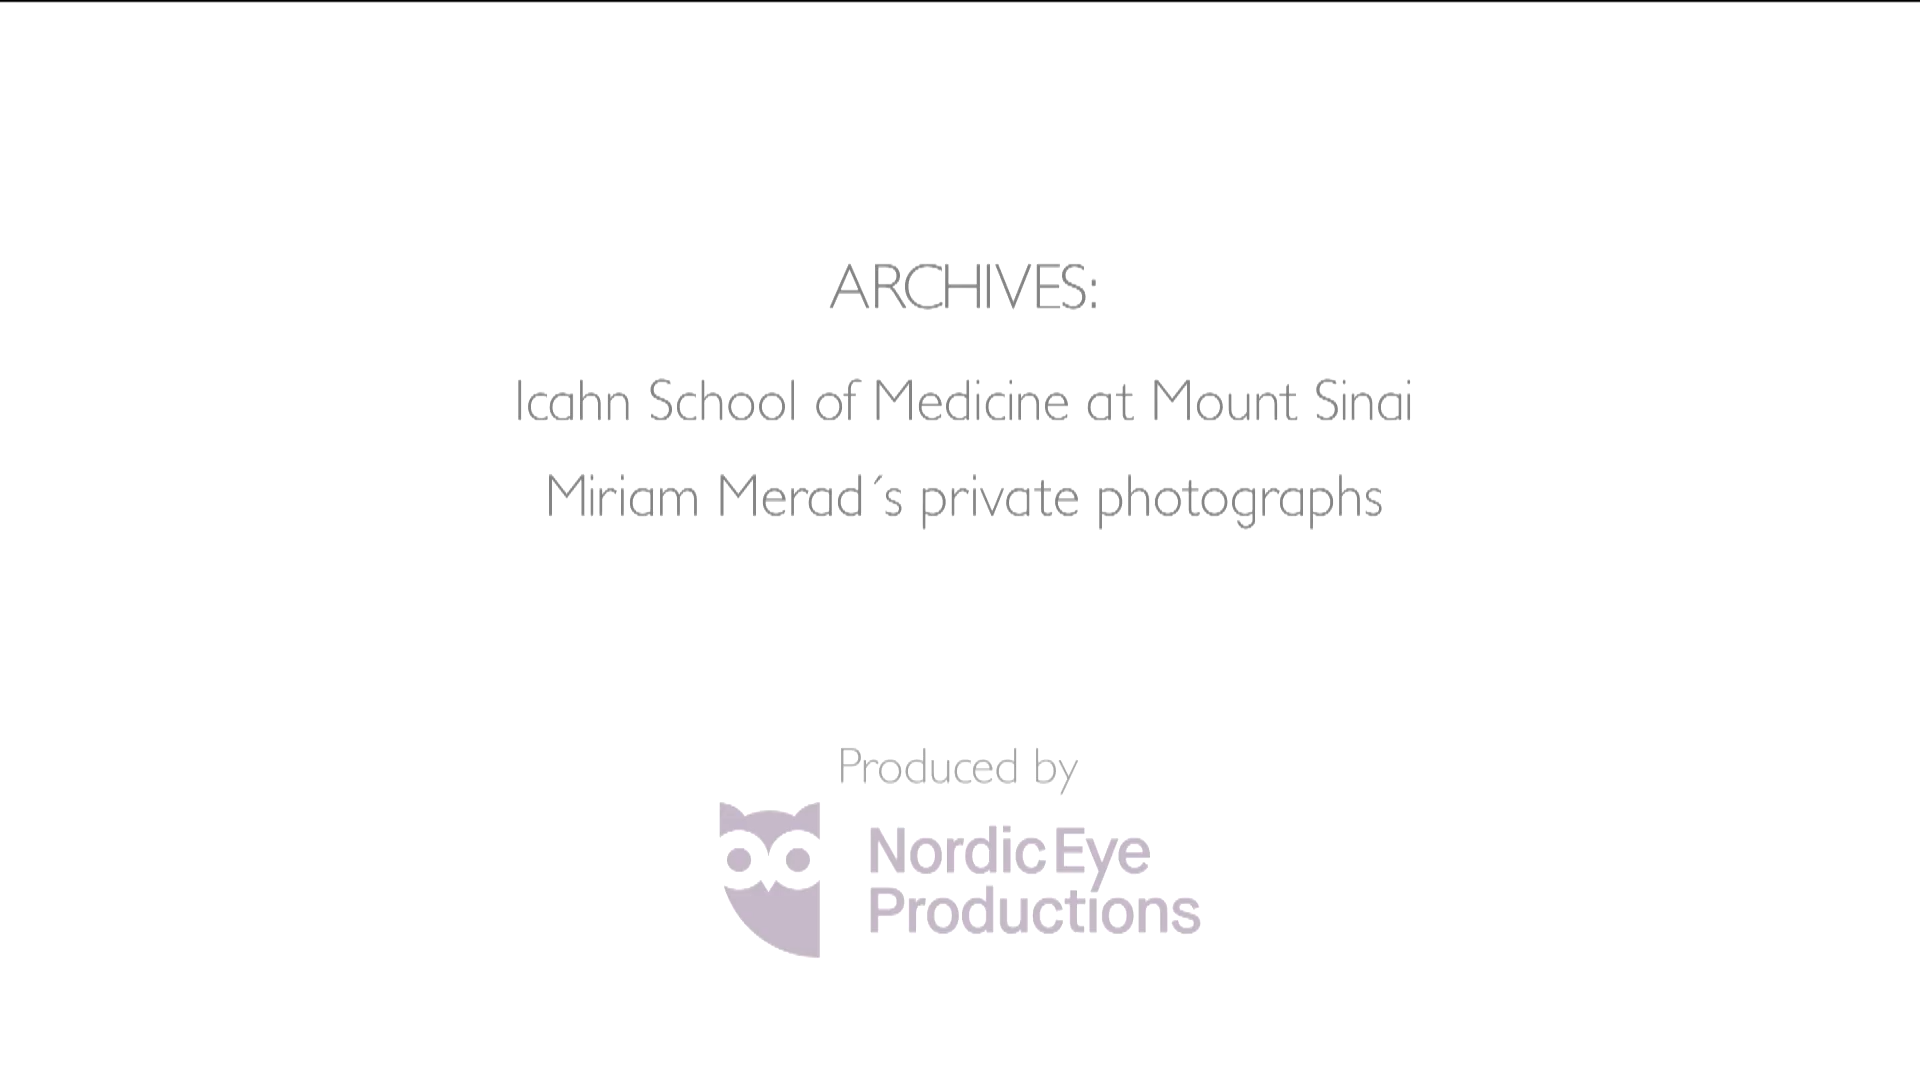 ARCHIVES:
Icahn School of Medicine at Mount Sinai
Miriam Merad´s private photographs
Produced by
Nordic Eye
Productions